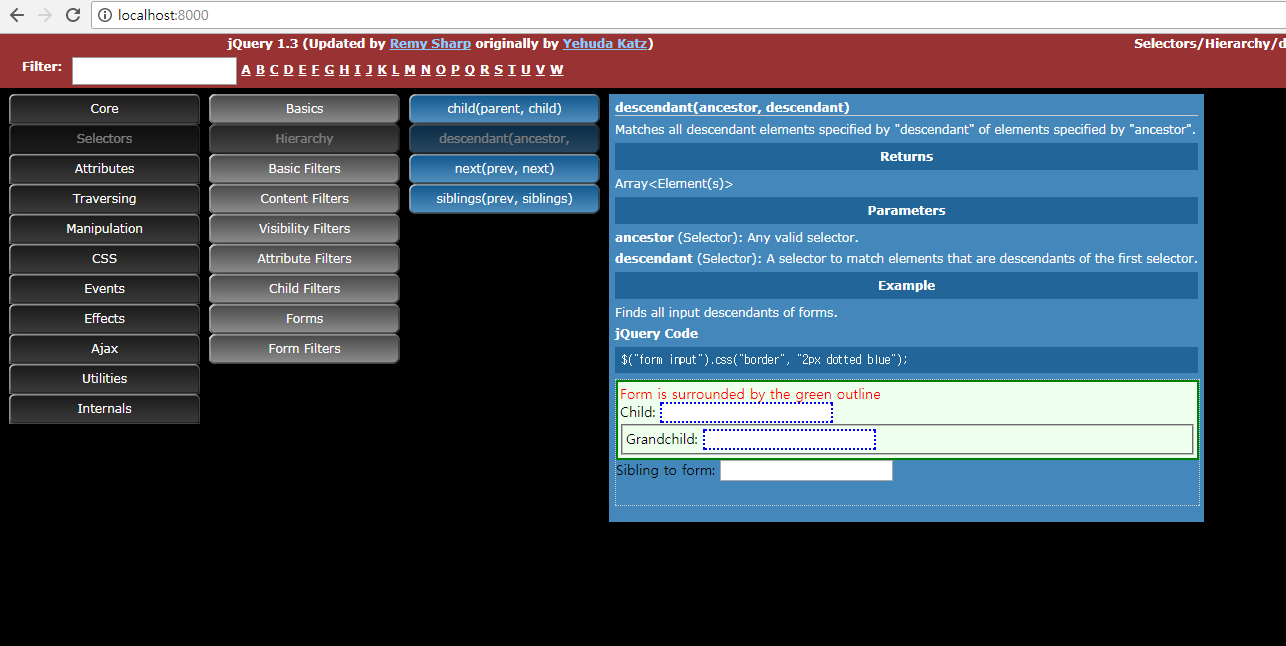 localhost:8000
jQuery 1.3 (Updated by Remy Sharp originally by Yehuda Katz)
Selectors/Hierarchy/d
Filter:
A B C D E F G H I J K L M N O P Q R S T U V W
Core
Selectors
Attributes
Traversing
Manipulation
CSS
Events
Effects
Ajax
Utilities
Internals
Basics
Hierarchy
Basic Filters
Content Filters
Visibility Filters
Attribute Filters
Child Filters
Forms
Form Filters
child(parent, child)
descendant(ancestor,
next(prev, next)
siblings(prev, siblings)
descendant(ancestor, descendant)
Matches all descendant elements specified by "descendant" of elements specified by "ancestor".
Returns
Array<Element(s)>
Parameters
ancestor (Selector): Any valid selector.
descendant (Selector): A selector to match elements that are descendants of the first selector.
Example
Finds all input descendants of forms.
jQuery Code
$("form input").css("border", "2px dotted blue");
Form is surrounded by the green outline
Child:
Grandchild:
Sibling to form: